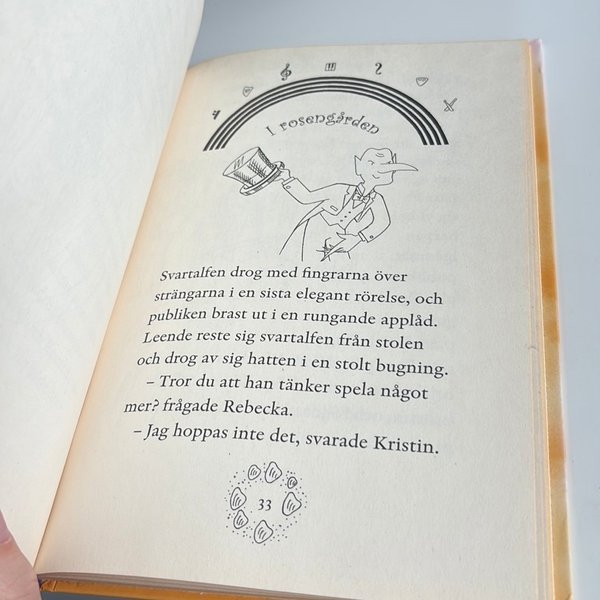 I rosengården
Svartalfen drog med fingrarna över
strängarna i en sista elegant rörelse, och
publiken brast ut i en rungande applåd.
Leende reste sig svartalfen från stolen
och drog av sig hatten i en stolt bugning.
– Tror du att han tänker spela något
mer? frågade Rebecka.
– Jag hoppas inte det, svarade Kristin.
33